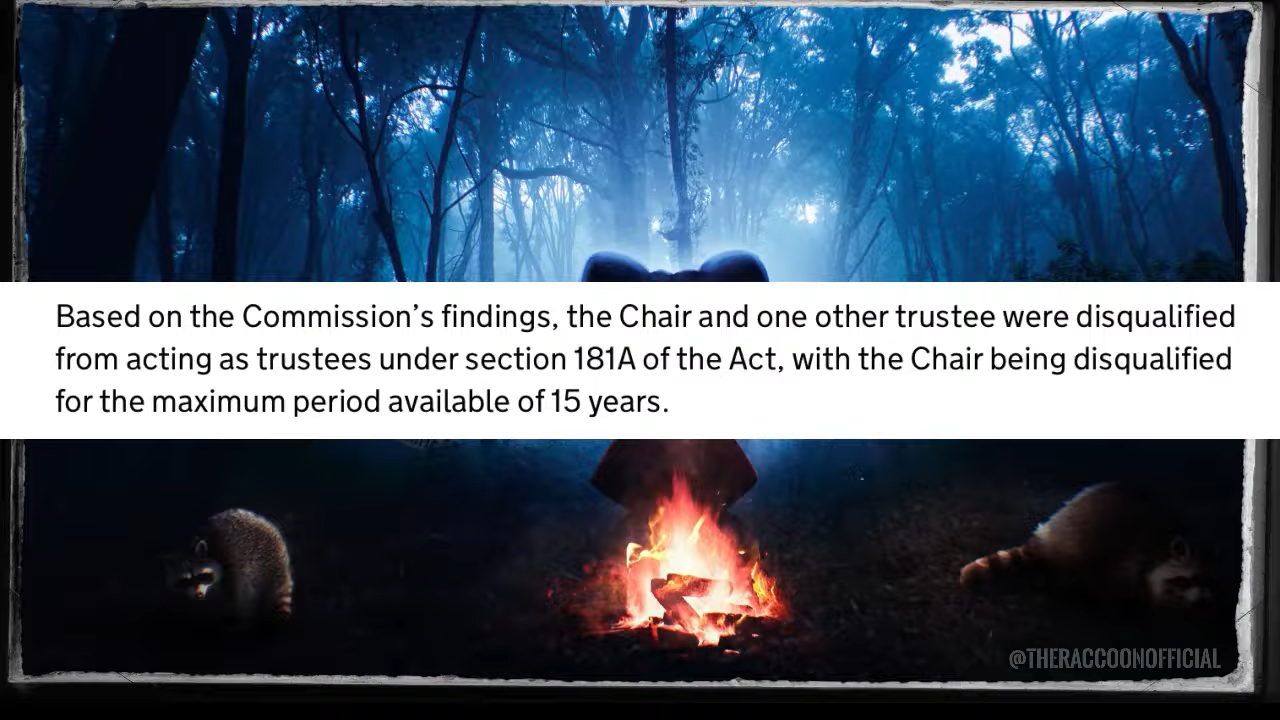 Based on the Commission’s findings, the Chair and one other trustee were disqualified
from acting as trustees under section 181A of the Act, with the Chair being disqualified
for the maximum period available of 15 years.
@THERACCOONOFFICIAL